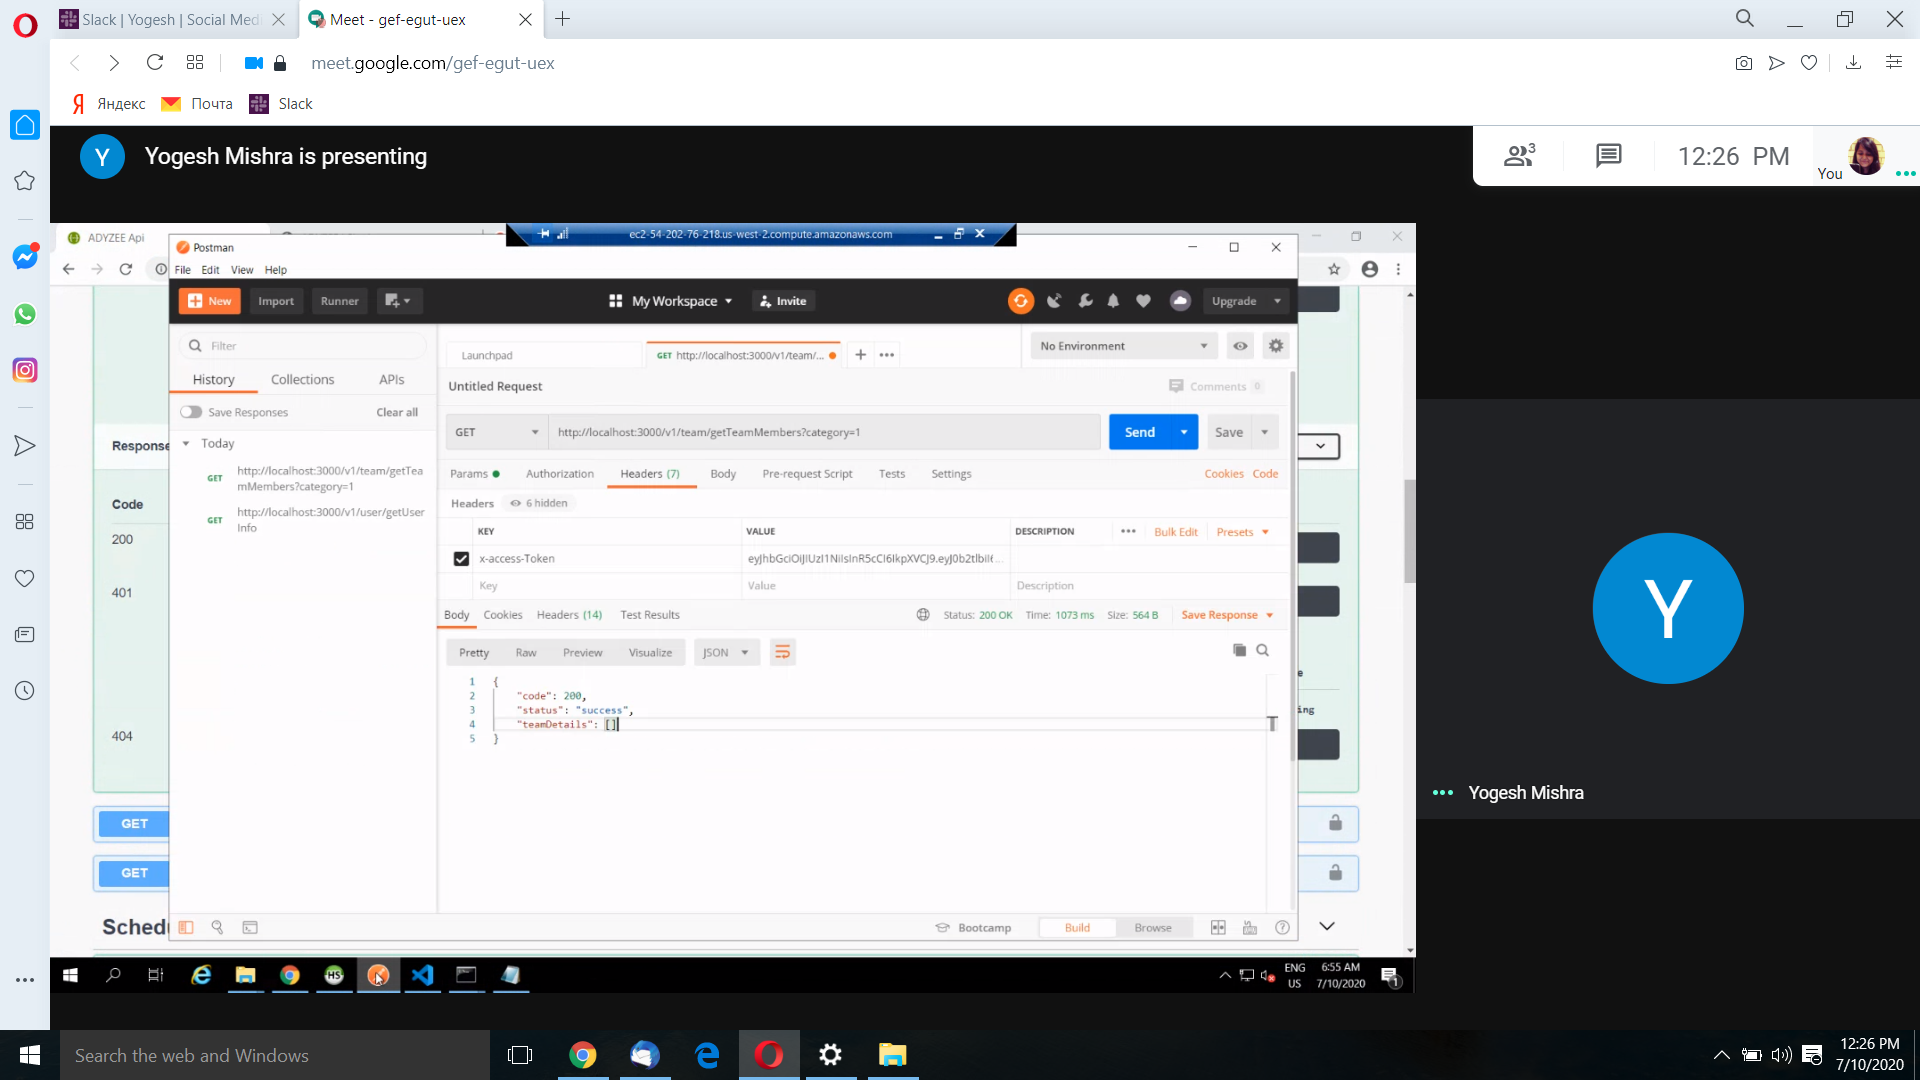 Slack | Yogesh | Social Med
Meet - gef-egut-uex
meet.google.com/gef-egut-uex
Яндекс
Почта
Slack
Y
Yogesh Mishra is presenting
3
12:26 PM
You
ADYZEE Api
ec2-54-202-76-218.us-west-2.compute.amazonaws.com
Postman
File Edit View Help
New
Import
Runner
My Workspace
Invite
Upgrade
Filter
Launchpad
GET http://localhost:3000/v1/team/...
No Environment
History
Collections
APIs
Untitled Request
Comments 0
Save Responses
Clear all
GET
http://localhost:3000/v1/team/getTeamMembers?category=1
Send
Save
Response
Today
GET
http://localhost:3000/v1/team/getTea
mMembers?category=1
GET
http://localhost:3000/v1/user/getUser
Info
Params
Authorization
Headers (7)
Body
Pre-request Script
Tests
Settings
Cookies
Code
Headers
6 hidden
Code
200
401
404
KEY
VALUE
DESCRIPTION
Bulk Edit
Presets
x-access-Token
Key
Value
Description
Body
Cookies
Headers (14)
Test Results
Status: 200 OK
Time: 1073 ms
Size: 564 B
Save Response
Pretty
Raw
Preview
Visualize
JSON
1 {
2 "code": 200,
3 "status": "success",
4 "teamDetails": []
5 }
GET
GET
Sched
Bootcamp
Build
Browse
Y
Yogesh Mishra
HS
ENG
US
6:55 AM
7/10/2020
1
Search the web and Windows
12:26 PM
7/10/2020